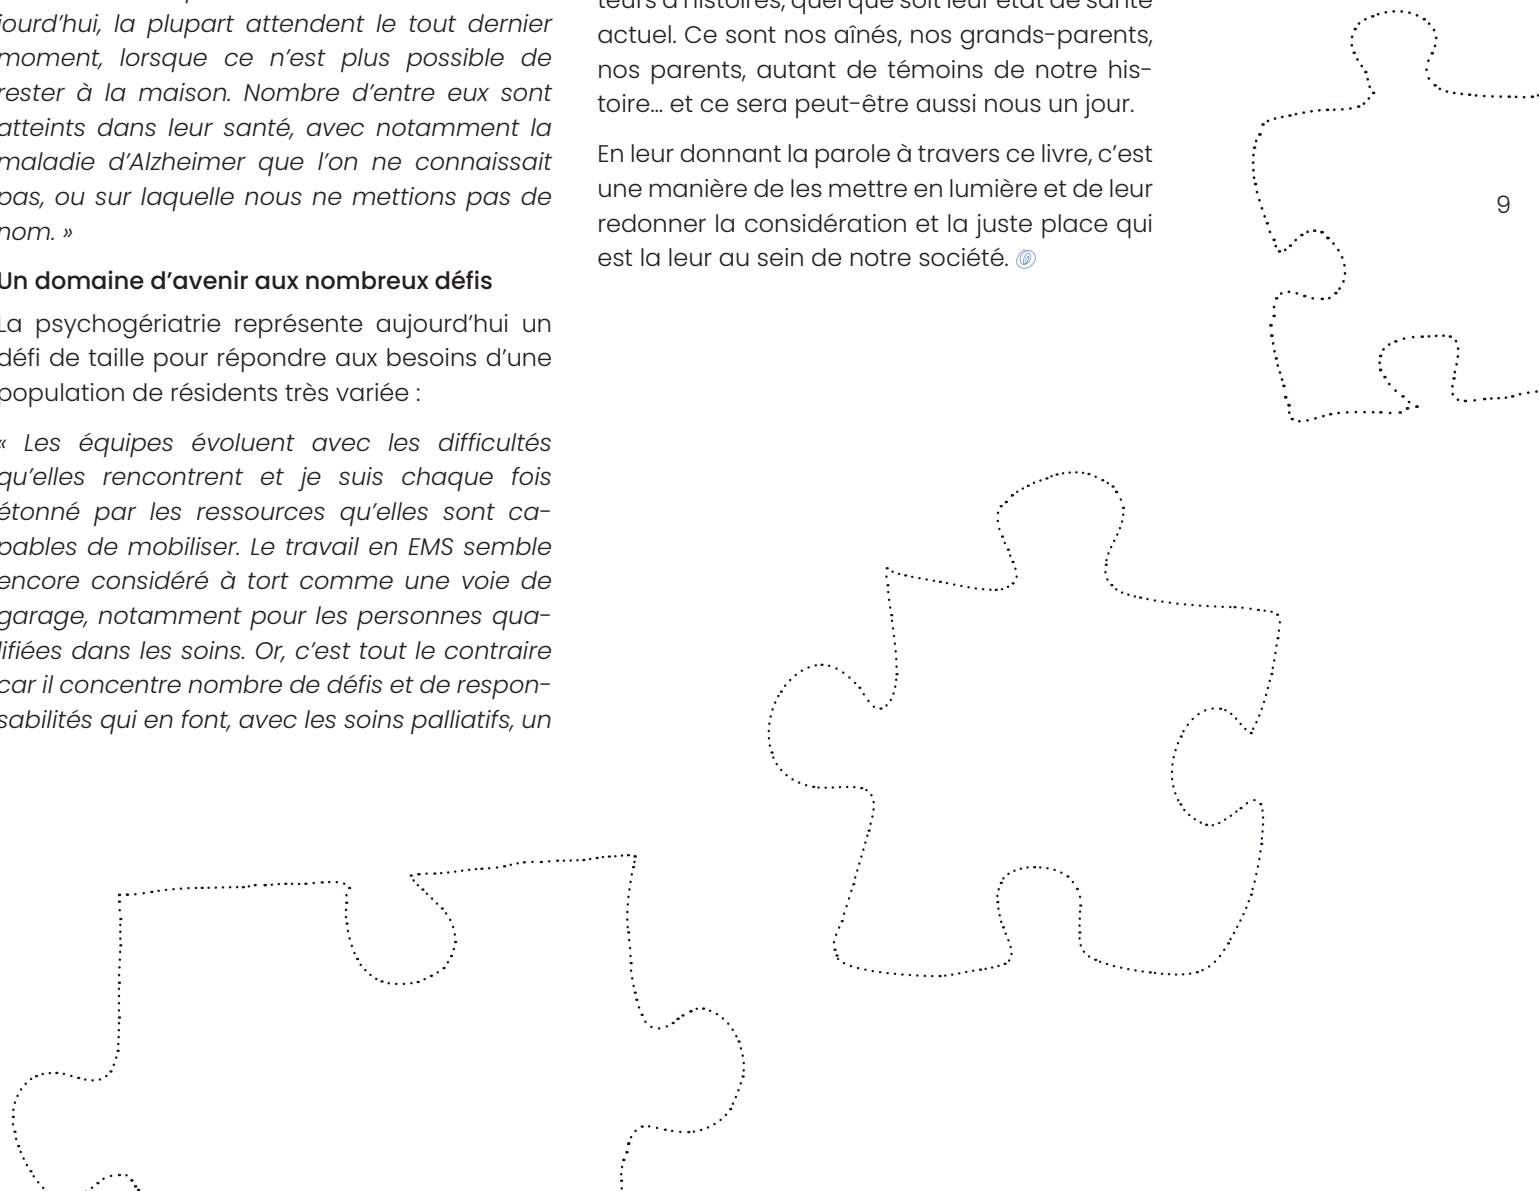 jourd’hui, la plupart attendent le tout dernier
moment, lorsque ce n’est plus possible de
rester à la maison. Nombre d’entre eux sont
atteints dans leur santé, avec notamment la
maladie d’Alzheimer que l’on ne connaissait
pas, ou sur laquelle nous ne mettions pas de
nom. »
Un domaine d’avenir aux nombreux défis
La psychogériatrie représente aujourd’hui un
défi de taille pour répondre aux besoins d’une
population de résidents très variée :
« Les équipes évoluent avec les difficultés
qu’elles rencontrent et je suis chaque fois
étonné par les ressources qu’elles sont ca-
pables de mobiliser. Le travail en EMS semble
encore considéré à tort comme une voie de
garage, notamment pour les personnes qua-
lifiées dans les soins. Or, c’est tout le contraire
car il concentre nombre de défis et de respon-
sabilités qui en font, avec les soins palliatifs, un
teurs d’histoires, quel que soit leur état de santé
actuel. Ce sont nos aînés, nos grands-parents,
nos parents, autant de témoins de notre his-
toire… et ce sera peut-être aussi nous un jour.
En leur donnant la parole à travers ce livre, c’est
une manière de les mettre en lumière et de leur
redonner la considération et la juste place qui
est la leur au sein de notre société.
9